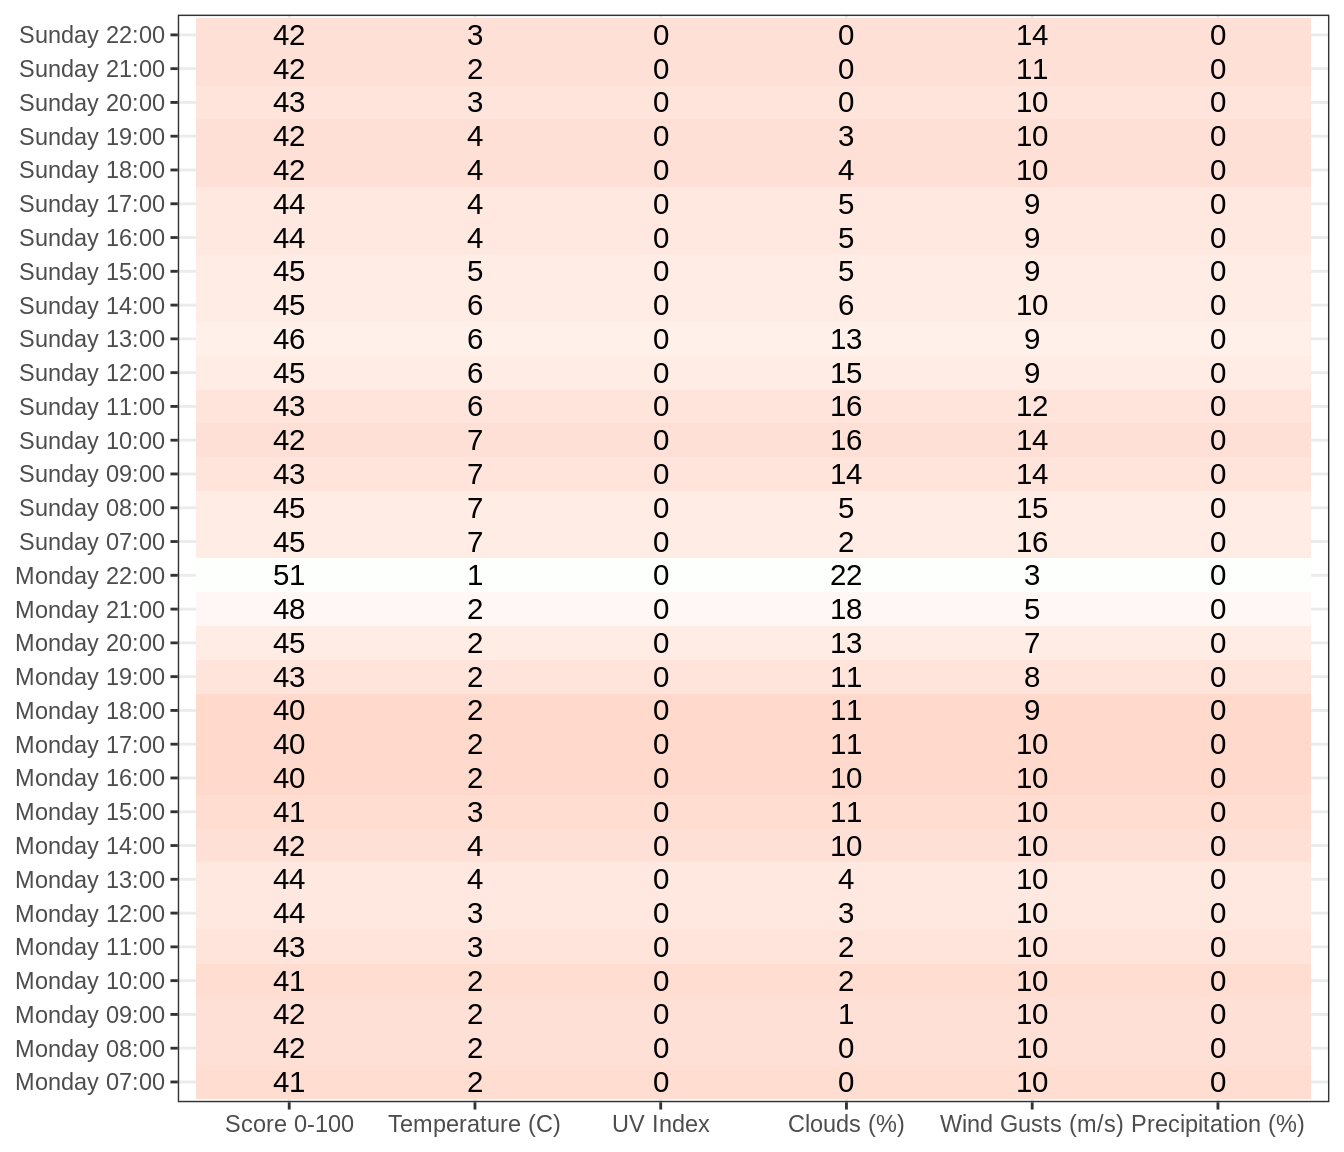 Sunday 22:00 42 3 0 0 14 0
Sunday 21:00 42 2 0 0 11 0
Sunday 20:00 43 3 0 0 10 0
Sunday 19:00 42 4 0 3 10 0
Sunday 18:00 42 4 0 4 10 0
Sunday 17:00 44 4 0 5 9 0
Sunday 16:00 44 4 0 5 9 0
Sunday 15:00 45 5 0 5 9 0
Sunday 14:00 45 6 0 6 10 0
Sunday 13:00 46 6 0 13 9 0
Sunday 12:00 45 6 0 15 9 0
Sunday 11:00 43 6 0 16 12 0
Sunday 10:00 42 7 0 16 14 0
Sunday 09:00 43 7 0 14 14 0
Sunday 08:00 45 7 0 5 15 0
Sunday 07:00 45 7 0 2 16 0
Monday 22:00 51 1 0 22 3 0
Monday 21:00 48 2 0 18 5 0
Monday 20:00 45 2 0 13 7 0
Monday 19:00 43 2 0 11 8 0
Monday 18:00 40 2 0 11 9 0
Monday 17:00 40 2 0 11 10 0
Monday 16:00 40 2 0 10 10 0
Monday 15:00 41 3 0 11 10 0
Monday 14:00 42 4 0 10 10 0
Monday 13:00 44 4 0 4 10 0
Monday 12:00 44 3 0 3 10 0
Monday 11:00 43 3 0 2 10 0
Monday 10:00 41 2 0 2 10 0
Monday 09:00 42 2 0 1 10 0
Monday 08:00 42 2 0 0 10 0
Monday 07:00 41 2 0 0 10 0
Score 0-100 Temperature (C) UV Index Clouds (%) Wind Gusts (m/s) Precipitation (%)